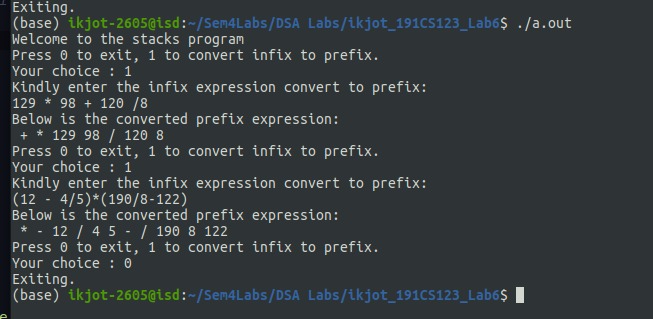 Exiting.
(base) ikjot-2605@isd:~/Sem4Labs/DSA Labs/ikjot_191CS123_Lab6$ ./a.out
Welcome to the stacks program
Press 0 to exit, 1 to convert infix to prefix.
Your choice : 1
Kindly enter the infix expression convert to prefix:
129 * 98 + 120 /8
Below is the converted prefix expression:
 + * 129 98 / 120 8
Press 0 to exit, 1 to convert infix to prefix.
Your choice : 1
Kindly enter the infix expression convert to prefix:
(12 - 4/5)*(190/8-122)
Below is the converted prefix expression:
 * - 12 / 4 5 - / 190 8 122
Press 0 to exit, 1 to convert infix to prefix.
Your choice : 0
Exiting.
(base) ikjot-2605@isd:~/Sem4Labs/DSA Labs/ikjot_191CS123_Lab6$